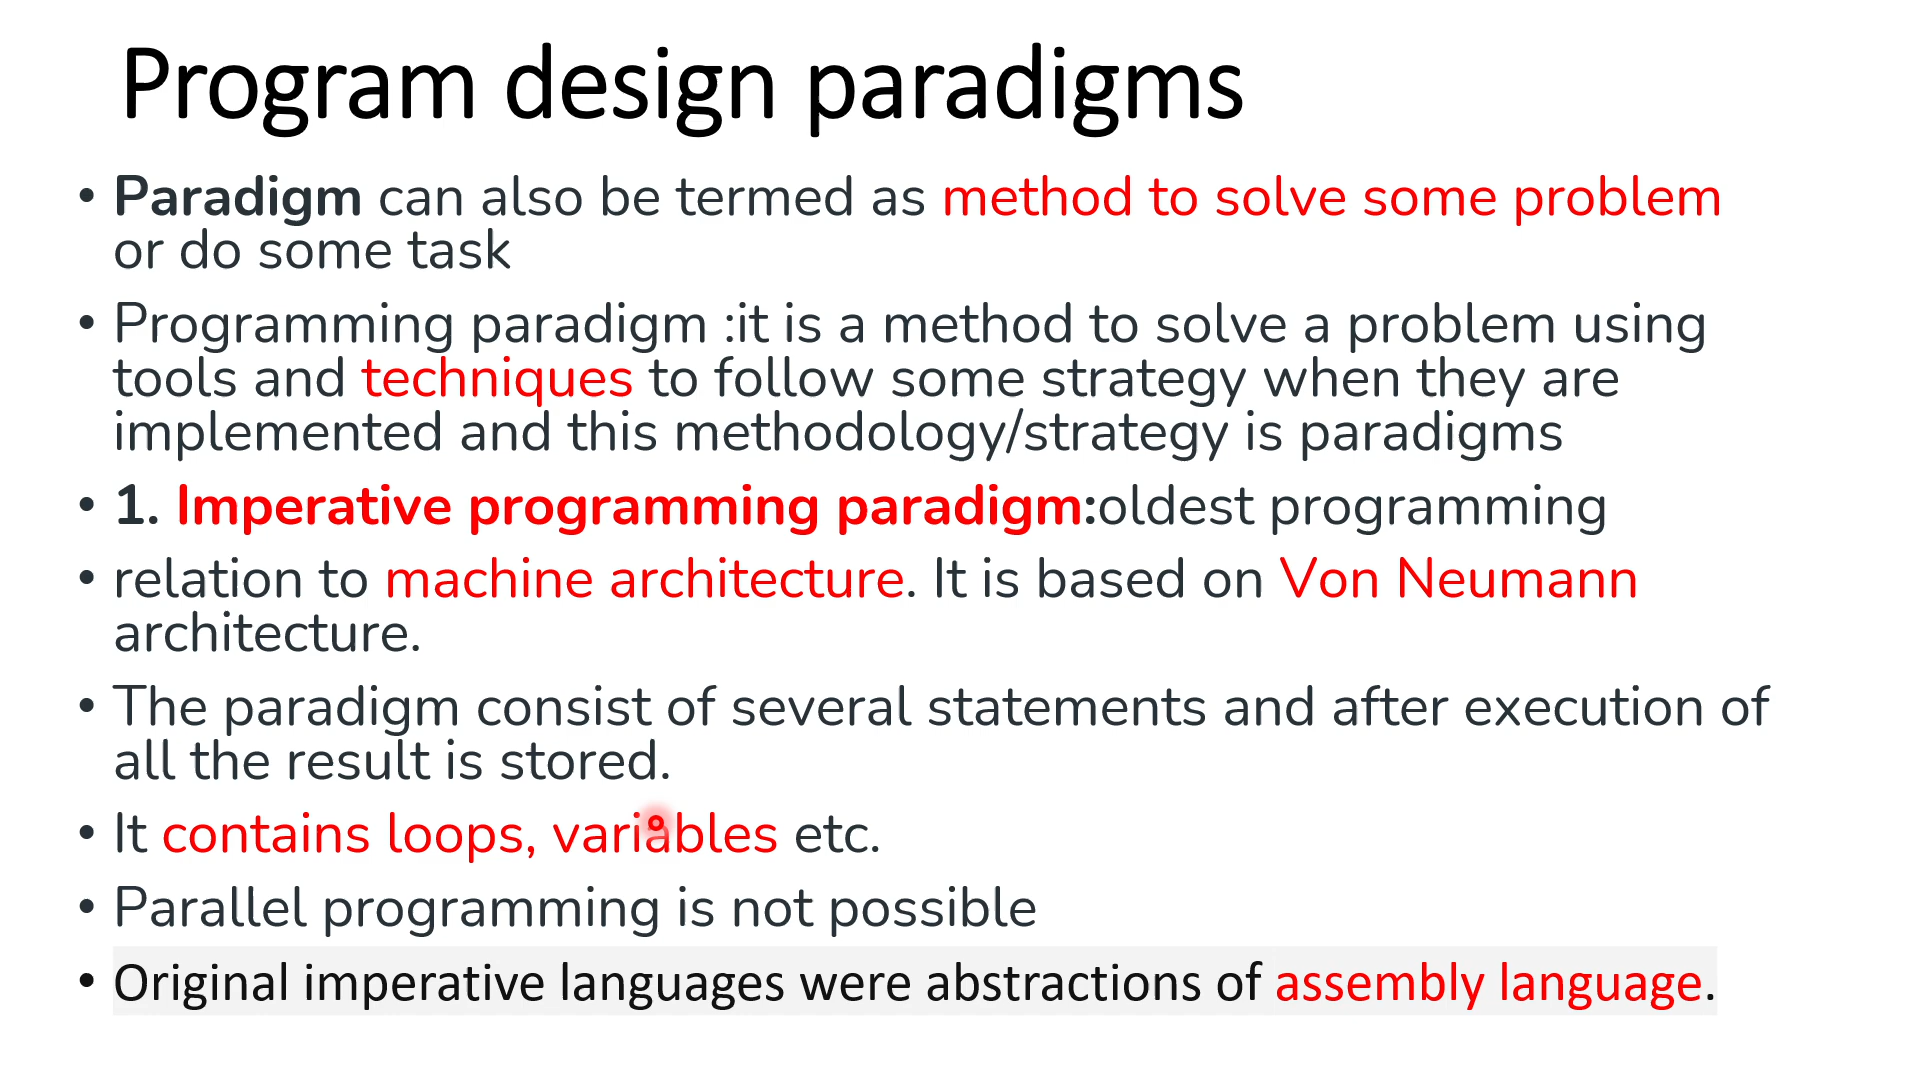 Program design paradigms
• Paradigm can also be termed as method to solve some problem
or do some task
• Programming paradigm :it is a method to solve a problem using
tools and techniques to follow some strategy when they are
implemented and this methodology/strategy is paradigms
• 1. Imperative programming paradigm:oldest programming
• relation to machine architecture. It is based on Von Neumann
architecture.
• The paradigm consist of several statements and after execution of
all the result is stored.
• It contains loops, variables etc.
• Parallel programming is not possible
• Original imperative languages were abstractions of assembly language.